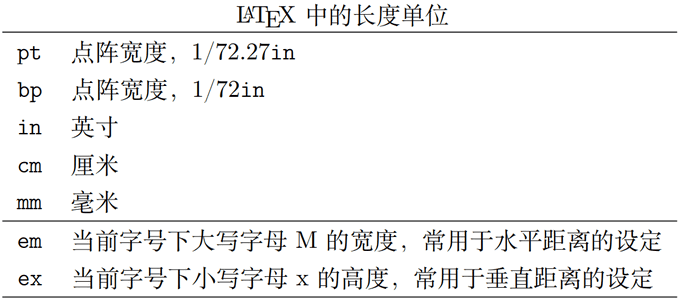 LATEX 中的长度单位
pt 点阵宽度，1/72.27in
bp 点阵宽度，1/72in
in 英寸
cm 厘米
mm 毫米
em 当前字号下大写字母 M 的宽度，常用于水平距离的设定
ex 当前字号下小写字母 x 的高度，常用于垂直距离的设定